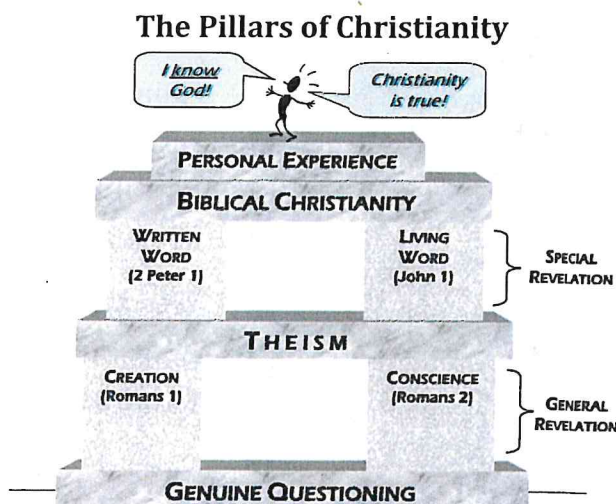 The Pillars of Christianity
I know
God!
Christianity
is true!
PERSONAL EXPERIENCE
BIBLICAL CHRISTIANITY
WRITTEN
WORD
(2 Peter 1)
LIVING
WORD
(John 1)
SPECIAL
REVELATION
THEISM
CREATION
(Romans 1)
CONSCIENCE
(Romans 2)
GENERAL
REVELATION
GENUINE QUESTIONING